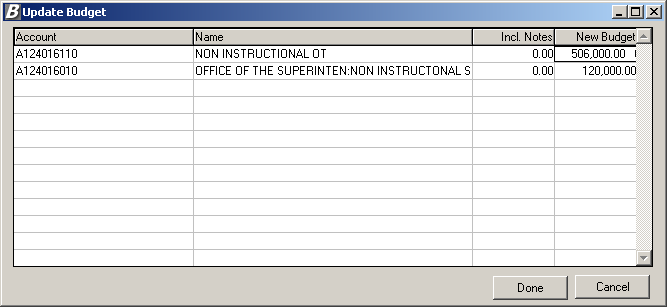 B Update Budget
Account Name Incl. Notes New Budget
A124016110 NON INSTRUCTIONAL OT 0.00 506,000.00
A124016010 OFFICE OF THE SUPERINTEN:NON INSTRUCTONAL S 0.00 120,000.00
Done Cancel